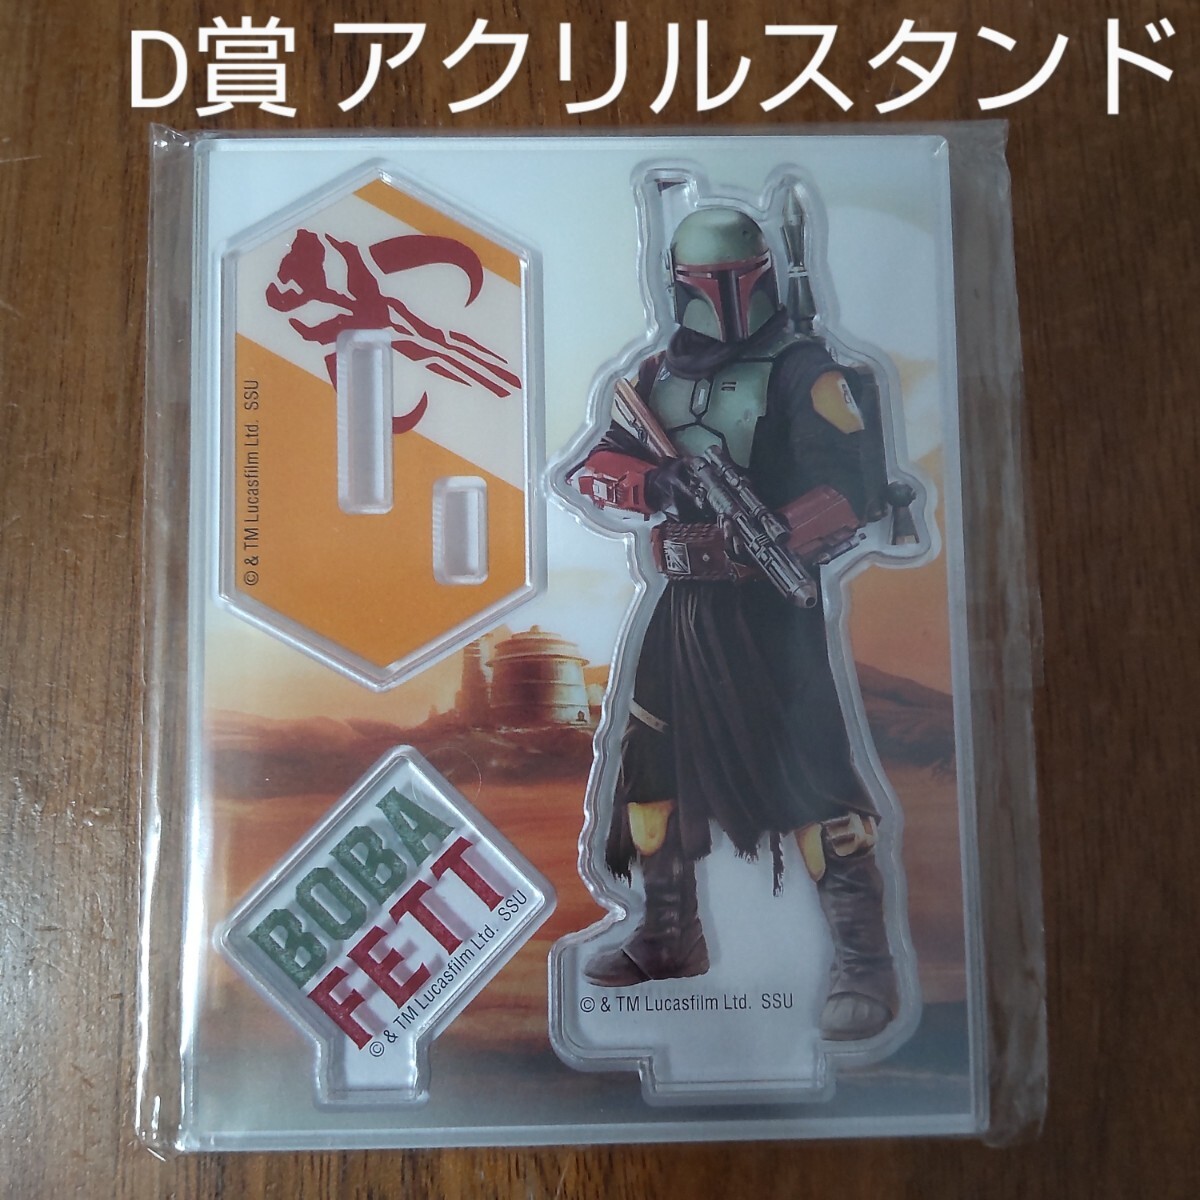 D賞 アクリルスタンド
© & TM Lucasfilm Ltd. SSU
BOBA
FETT
© & TM Lucasfilm Ltd. SSU
© & TM Lucasfilm Ltd. SSU